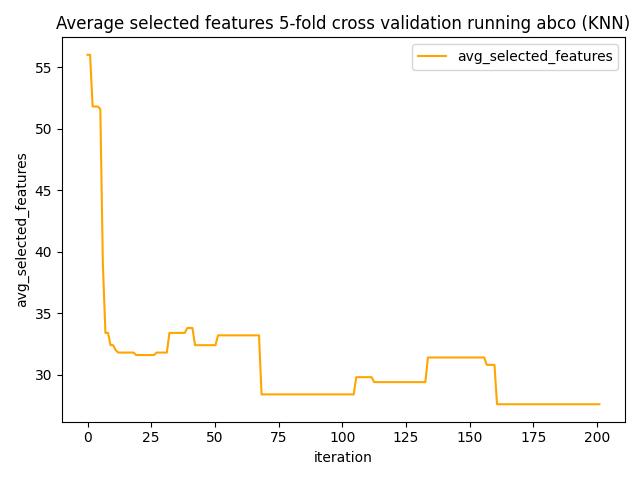 Average selected features 5-fold cross validation running abco (KNN)
avg_selected_features
55
50
45
40
35
30
avg_selected_features
0 25 50 75 100 125 150 175 200
iteration